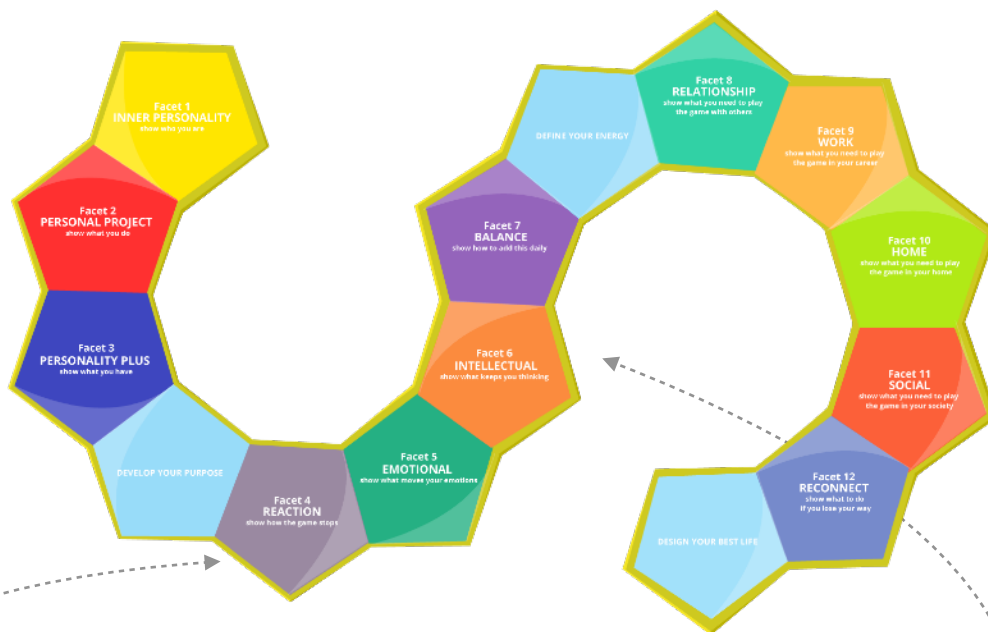 Facet 1
INNER PERSONALITY
show who you are
Facet 2
PERSONAL PROJECT
show what you do
Facet 3
PERSONALITY PLUS
show what you have
DEVELOP YOUR PURPOSE
Facet 4
REACTION
show how the game stops
Facet 5
EMOTIONAL
show what moves your emotions
Facet 6
INTELLECTUAL
show what keeps you thinking
Facet 7
BALANCE
show how to add this daily
DEFINE YOUR ENERGY
Facet 8
RELATIONSHIP
show what you need to play
the game with others
Facet 9
WORK
show what you need to play
the game in your career
Facet 10
HOME
show what you need to play
the game in your home
Facet 11
SOCIAL
show what you need to play
the game in your society
Facet 12
RECONNECT
show what to do
if you lose your way
DESIGN YOUR BEST LIFE